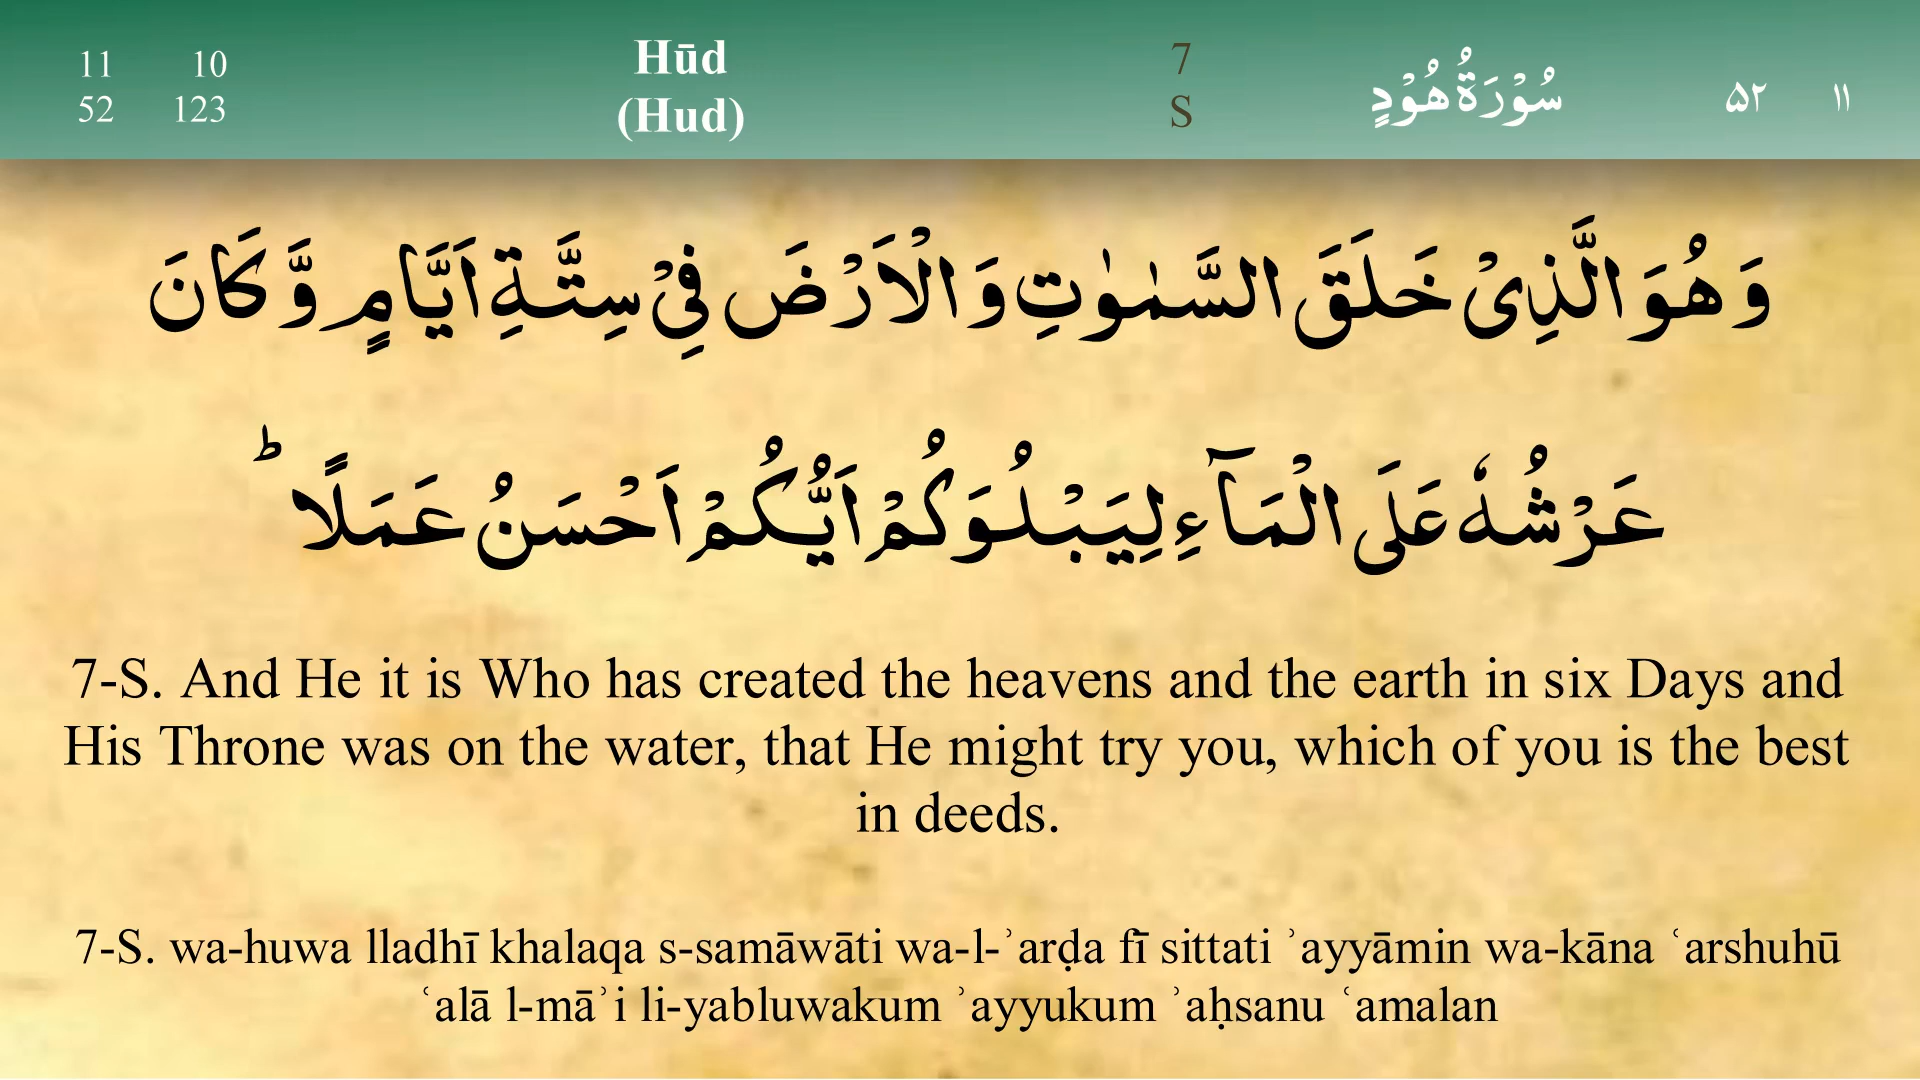 11 10 Hūd 7 سُوْرَةُ هُوْدٍ ۵۲ ۱۱
52 123 (Hud) S
وَ هُوَ الَّذِیْ خَلَقَ السَّمٰوٰتِ وَ الْاَرْضَ فِیْ سِتَّةِ اَیَّامٍ وَّ كَانَ
عَرْشُهٗ عَلَی الْمَآءِ لِیَبْلُوَكُمْ اَیُّكُمْ اَحْسَنُ عَمَلًا ؕ
7-S. And He it is Who has created the heavens and the earth in six Days and
His Throne was on the water, that He might try you, which of you is the best
in deeds.
7-S. wa-huwa lladhī khalaqa s-samāwāti wa-l-ʾarḍa fī sittati ʾayyāmin wa-kāna ʿarshuhū
ʿalā l-māʾi li-yabluwakum ʾayyukum ʾaḥsanu ʿamalan